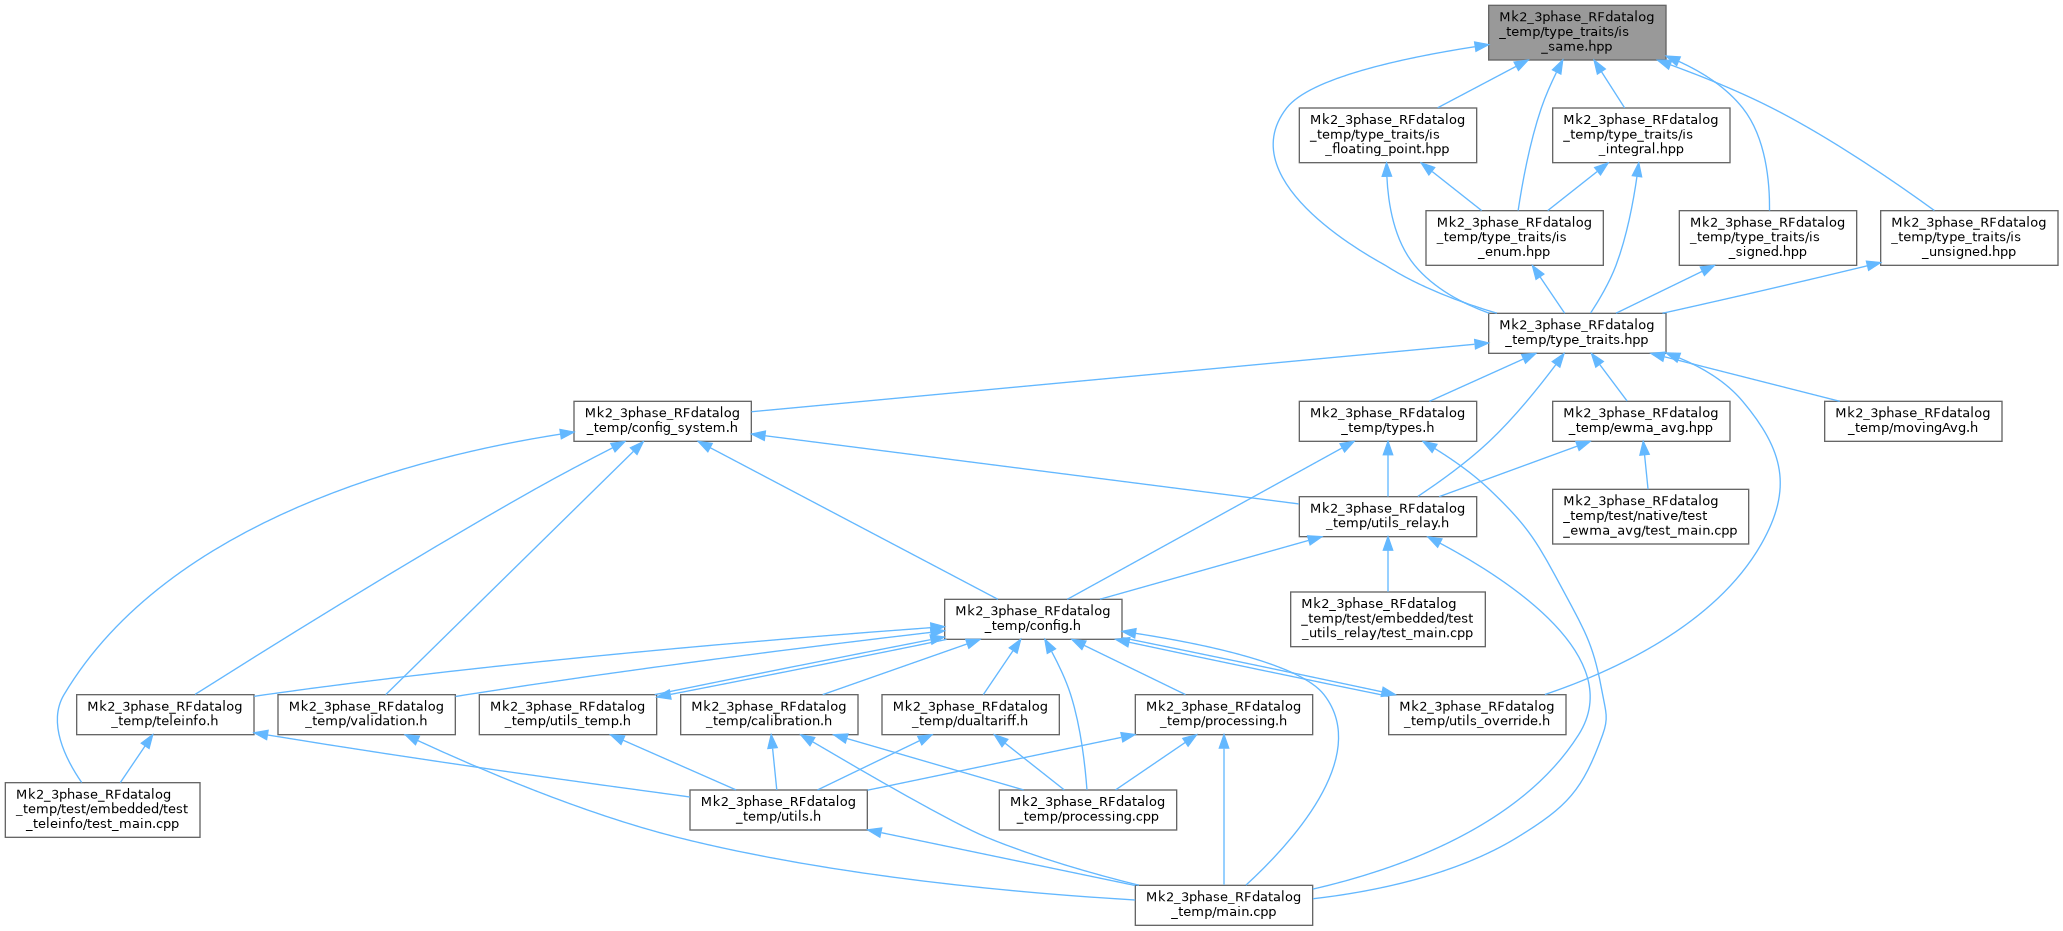 Mk2_3phase_RFdatalog
_temp/type_traits/is
_same.hpp
Mk2_3phase_RFdatalog
_temp/type_traits/is
_floating_point.hpp
Mk2_3phase_RFdatalog
_temp/type_traits/is
_integral.hpp
Mk2_3phase_RFdatalog
_temp/type_traits/is
_enum.hpp
Mk2_3phase_RFdatalog
_temp/type_traits/is
_signed.hpp
Mk2_3phase_RFdatalog
_temp/type_traits/is
_unsigned.hpp
Mk2_3phase_RFdatalog
_temp/type_traits.hpp
Mk2_3phase_RFdatalog
_temp/config_system.h
Mk2_3phase_RFdatalog
_temp/types.h
Mk2_3phase_RFdatalog
_temp/ewma_avg.hpp
Mk2_3phase_RFdatalog
_temp/movingAvg.h
Mk2_3phase_RFdatalog
_temp/utils_relay.h
Mk2_3phase_RFdatalog
_temp/test/native/test
_ewma_avg/test_main.cpp
Mk2_3phase_RFdatalog
_temp/config.h
Mk2_3phase_RFdatalog
_temp/test/embedded/test
_utils_relay/test_main.cpp
Mk2_3phase_RFdatalog
_temp/teleinfo.h
Mk2_3phase_RFdatalog
_temp/validation.h
Mk2_3phase_RFdatalog
_temp/utils_temp.h
Mk2_3phase_RFdatalog
_temp/calibration.h
Mk2_3phase_RFdatalog
_temp/dualtariff.h
Mk2_3phase_RFdatalog
_temp/processing.h
Mk2_3phase_RFdatalog
_temp/utils_override.h
Mk2_3phase_RFdatalog
_temp/test/embedded/test
_teleinfo/test_main.cpp
Mk2_3phase_RFdatalog
_temp/utils.h
Mk2_3phase_RFdatalog
_temp/processing.cpp
Mk2_3phase_RFdatalog
_temp/main.cpp